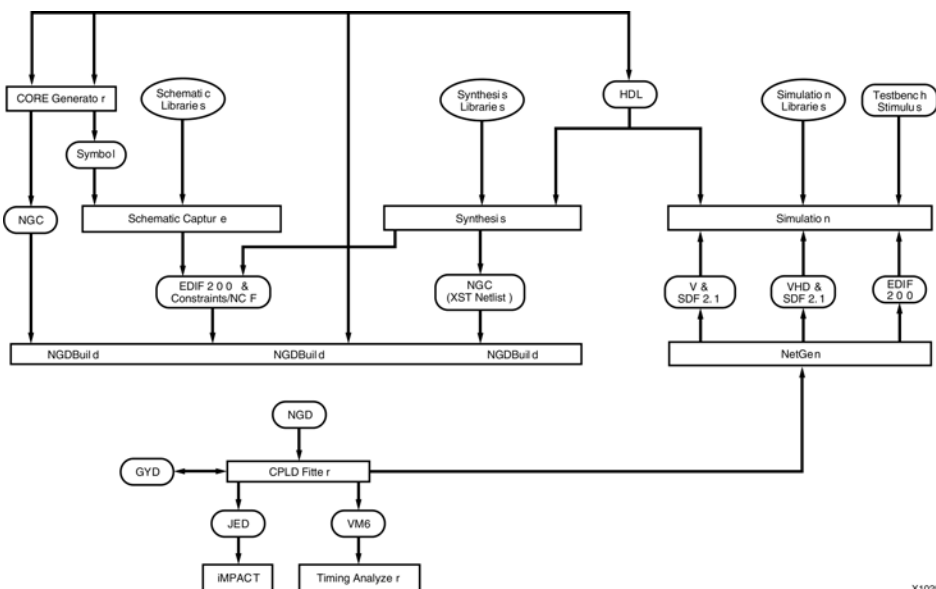 CORE Generator
Schematic
Libraries
Synthesis
Libraries
HDL
Simulation
Libraries
Testbench
Stimulus
Symbol
NGC
Schematic Capture
Synthesis
Simulation
EDIF 2 0 0 &
Constraints/NCF
NGC
(XST Netlist)
V &
SDF 2.1
VHD &
SDF 2.1
EDIF
2 0 0
NGDBuild
NGDBuild
NGDBuild
NetGen
NGD
GYD
CPLD Fitter
JED
VM6
iMPACT
Timing Analyzer